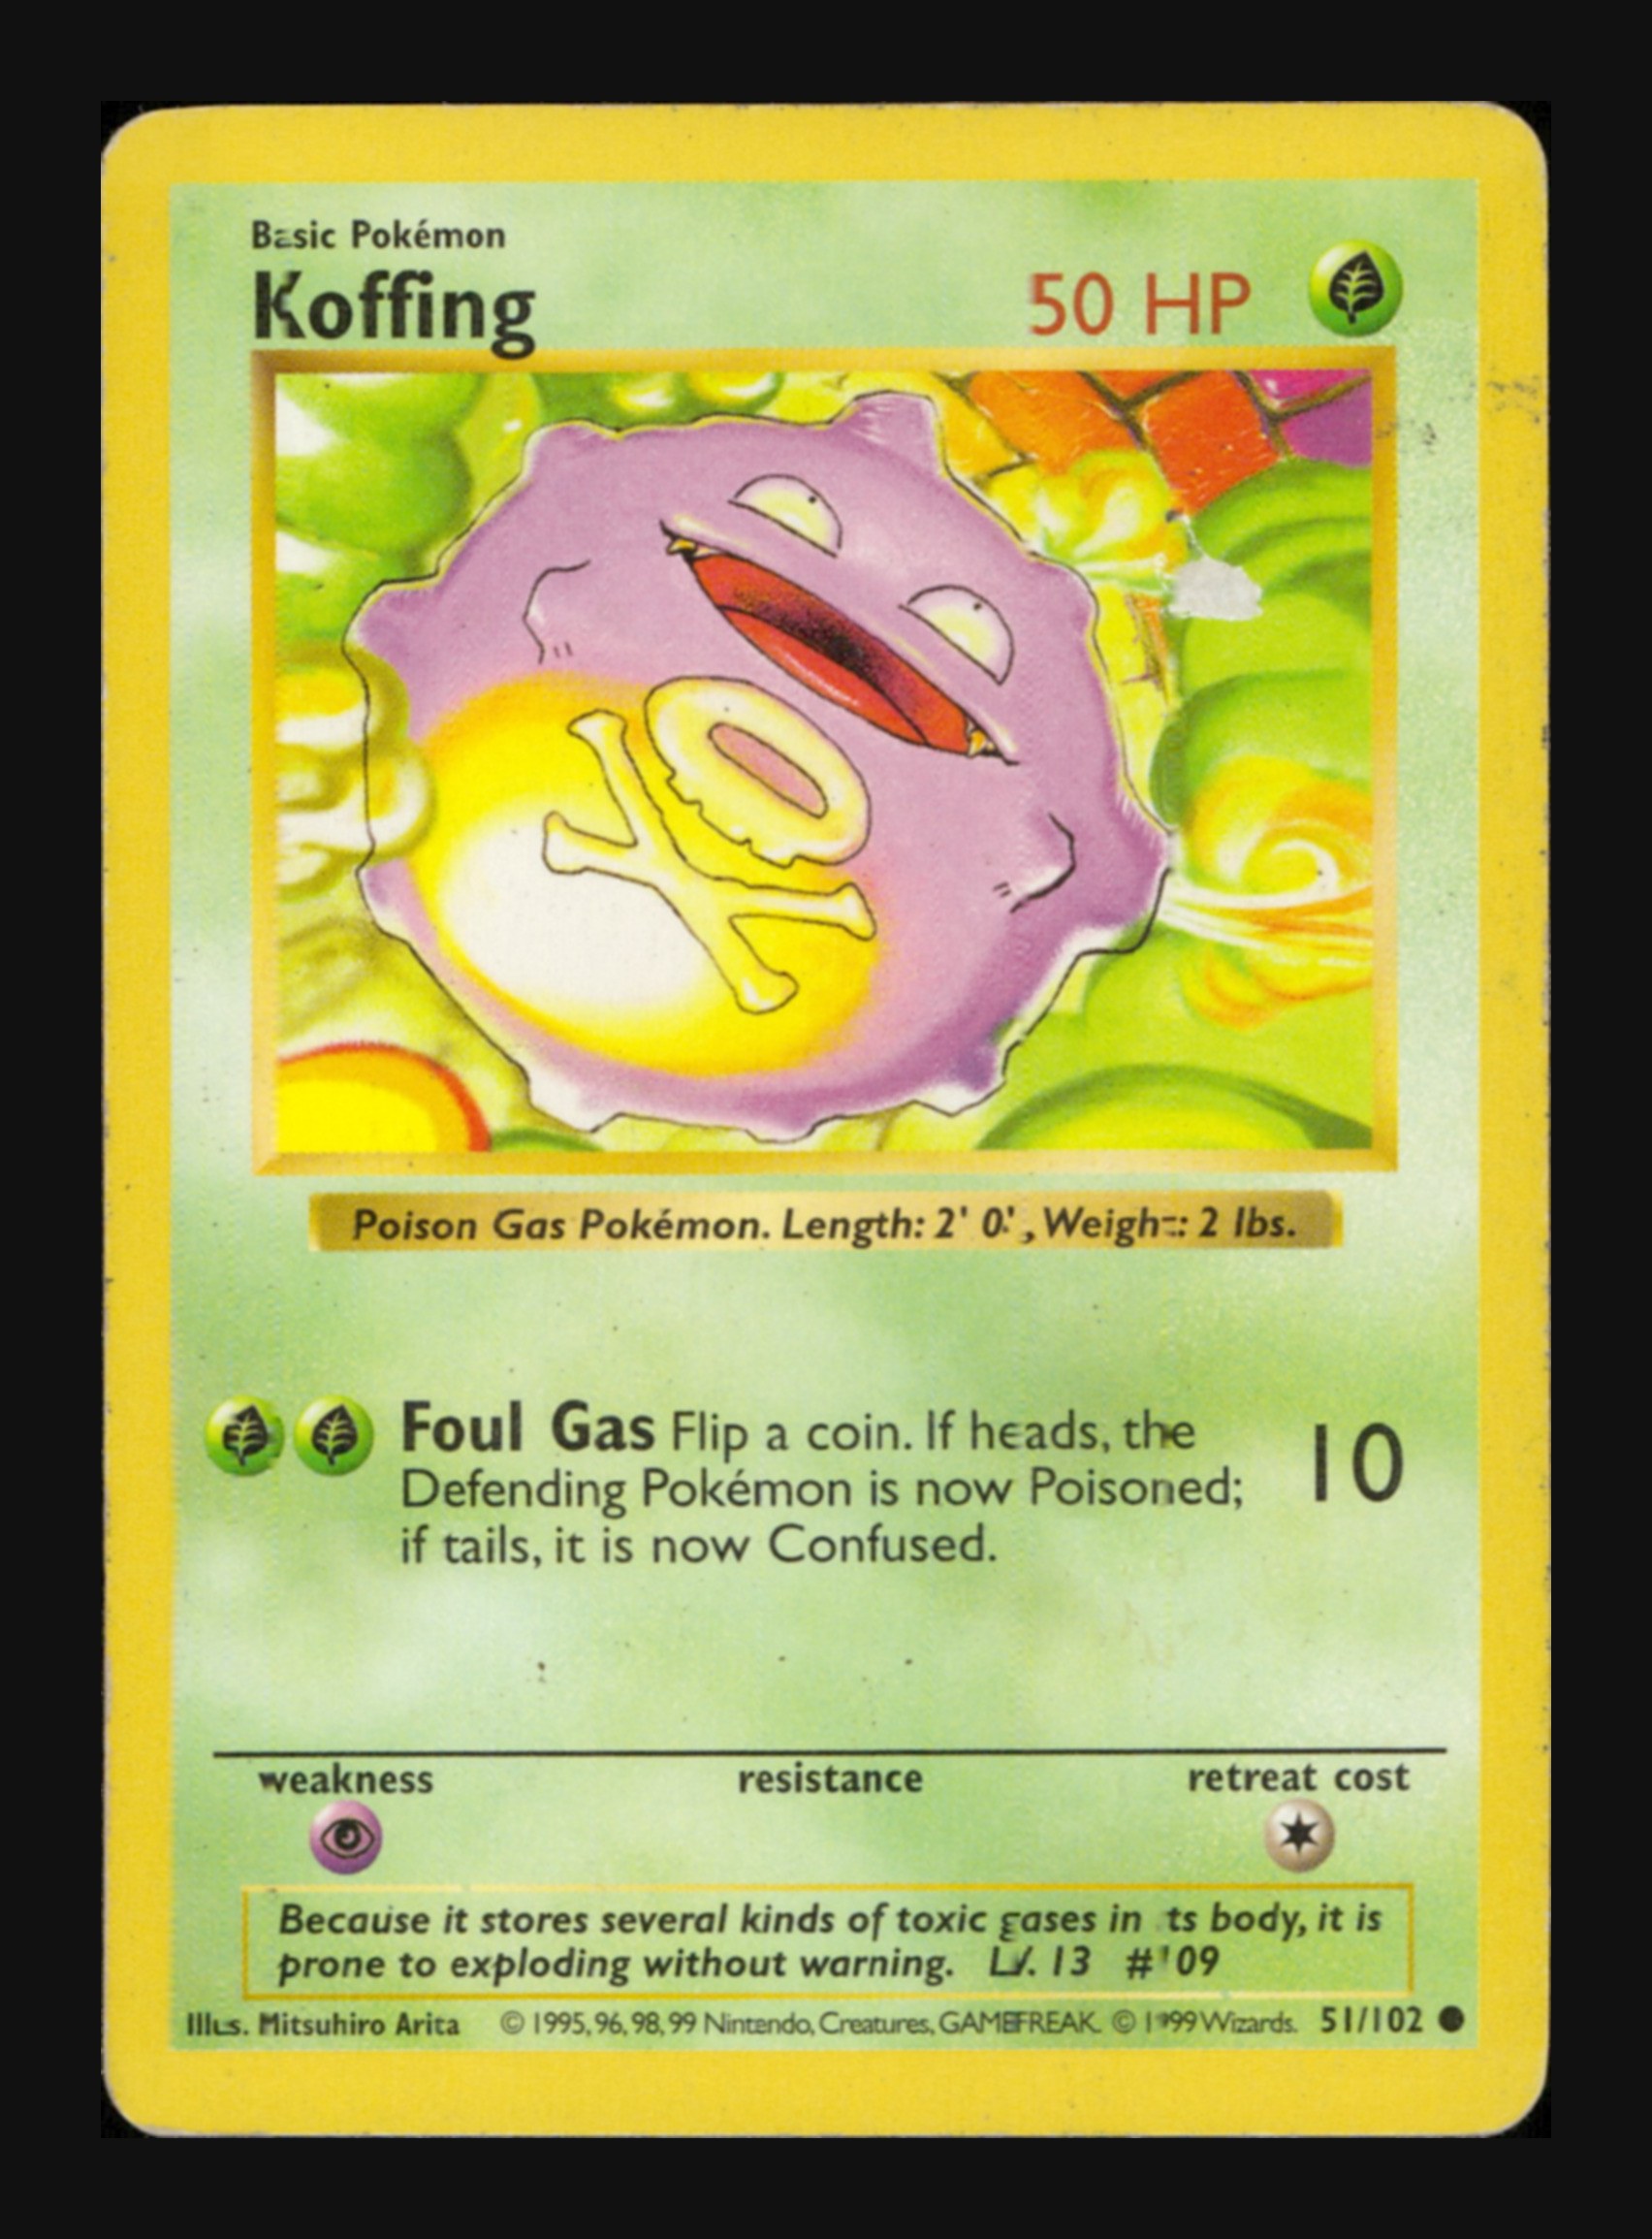 Basic Pokémon
Koffing 50 HP
Poison Gas Pokémon. Length: 2' 0", Weight: 2 lbs.
Foul Gas Flip a coin. If heads, the 10
Defending Pokémon is now Poisoned;
if tails, it is now Confused.
weakness resistance retreat cost
Because it stores several kinds of toxic gases in its body, it is
prone to exploding without warning. LV. 13 #109
Illus. Mitsuhiro Arita © 1995, 96, 98, 99 Nintendo, Creatures, GAMEFREAK. © 1999 Wizards. 51/102